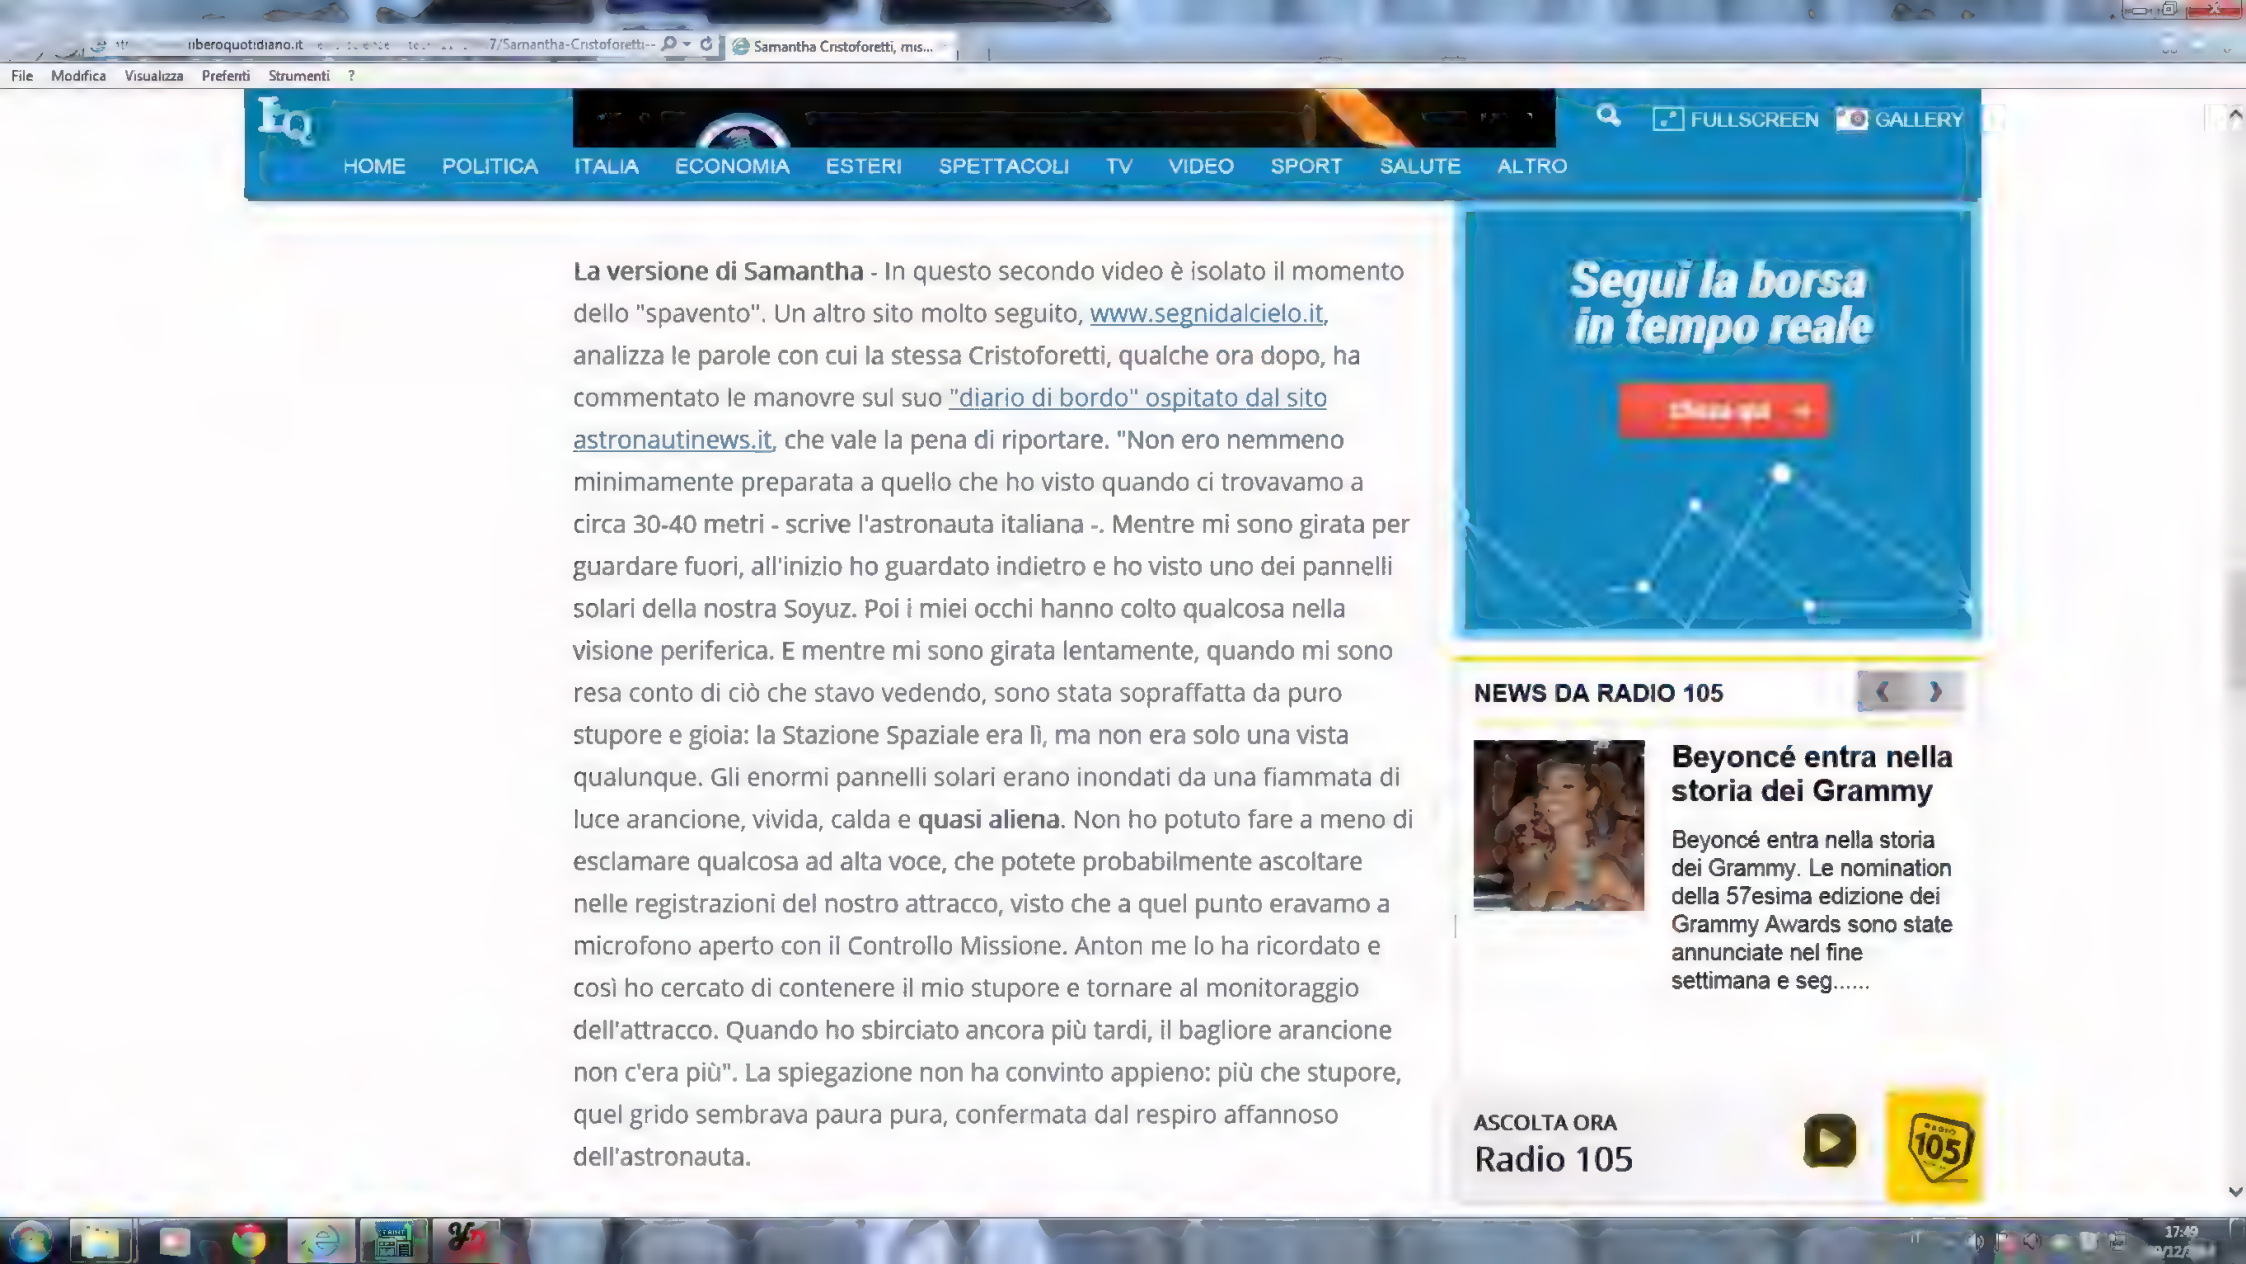 liberoquotidiano.it
7/Samantha-Cristoforetti--
Samantha Cristoforetti, mis...
File Modifica Visualizza Preferiti Strumenti ?
LQ
FULLSCREEN GALLERY
HOME POLITICA ITALIA ECONOMIA ESTERI SPETTACOLI TV VIDEO SPORT SALUTE ALTRO
La versione di Samantha - In questo secondo video è isolato il momento
dello "spavento". Un altro sito molto seguito, www.segnidalcielo.it,
analizza le parole con cui la stessa Cristoforetti, qualche ora dopo, ha
commentato le manovre sul suo "diario di bordo" ospitato dal sito
astronautinews.it, che vale la pena di riportare. "Non ero nemmeno
minimamente preparata a quello che ho visto quando ci trovavamo a
circa 30-40 metri - scrive l'astronauta italiana -. Mentre mi sono girata per
guardare fuori, all'inizio ho guardato indietro e ho visto uno dei pannelli
solari della nostra Soyuz. Poi i miei occhi hanno colto qualcosa nella
visione periferica. E mentre mi sono girata lentamente, quando mi sono
resa conto di ciò che stavo vedendo, sono stata sopraffatta da puro
stupore e gioia: la Stazione Spaziale era lì, ma non era solo una vista
qualunque. Gli enormi pannelli solari erano inondati da una fiammata di
luce arancione, vivida, calda e quasi aliena. Non ho potuto fare a meno di
esclamare qualcosa ad alta voce, che potete probabilmente ascoltare
nelle registrazioni del nostro attracco, visto che a quel punto eravamo a
microfono aperto con il Controllo Missione. Anton me lo ha ricordato e
così ho cercato di contenere il mio stupore e tornare al monitoraggio
dell'attracco. Quando ho sbirciato ancora più tardi, il bagliore arancione
non c'era più". La spiegazione non ha convinto appieno: più che stupore,
quel grido sembrava paura pura, confermata dal respiro affannoso
dell'astronauta.
Segui la borsa
in tempo reale
Clicca qui
NEWS DA RADIO 105
Beyoncé entra nella
storia dei Grammy
Beyoncé entra nella storia
dei Grammy. Le nomination
della 57esima edizione dei
Grammy Awards sono state
annunciate nel fine
settimana e seg......
ASCOLTA ORA
Radio 105
RADIO
105
IT
17:49